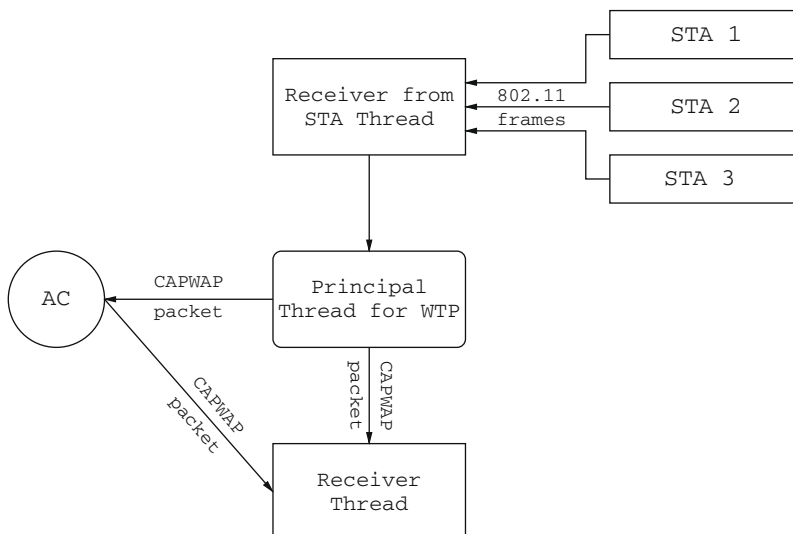 STA 1
Receiver from
STA Thread
802.11
frames
STA 2
STA 3
AC
CAPWAP
packet
Principal
Thread for WTP
CAPWAP
packet
CAPWAP
packet
Receiver
Thread